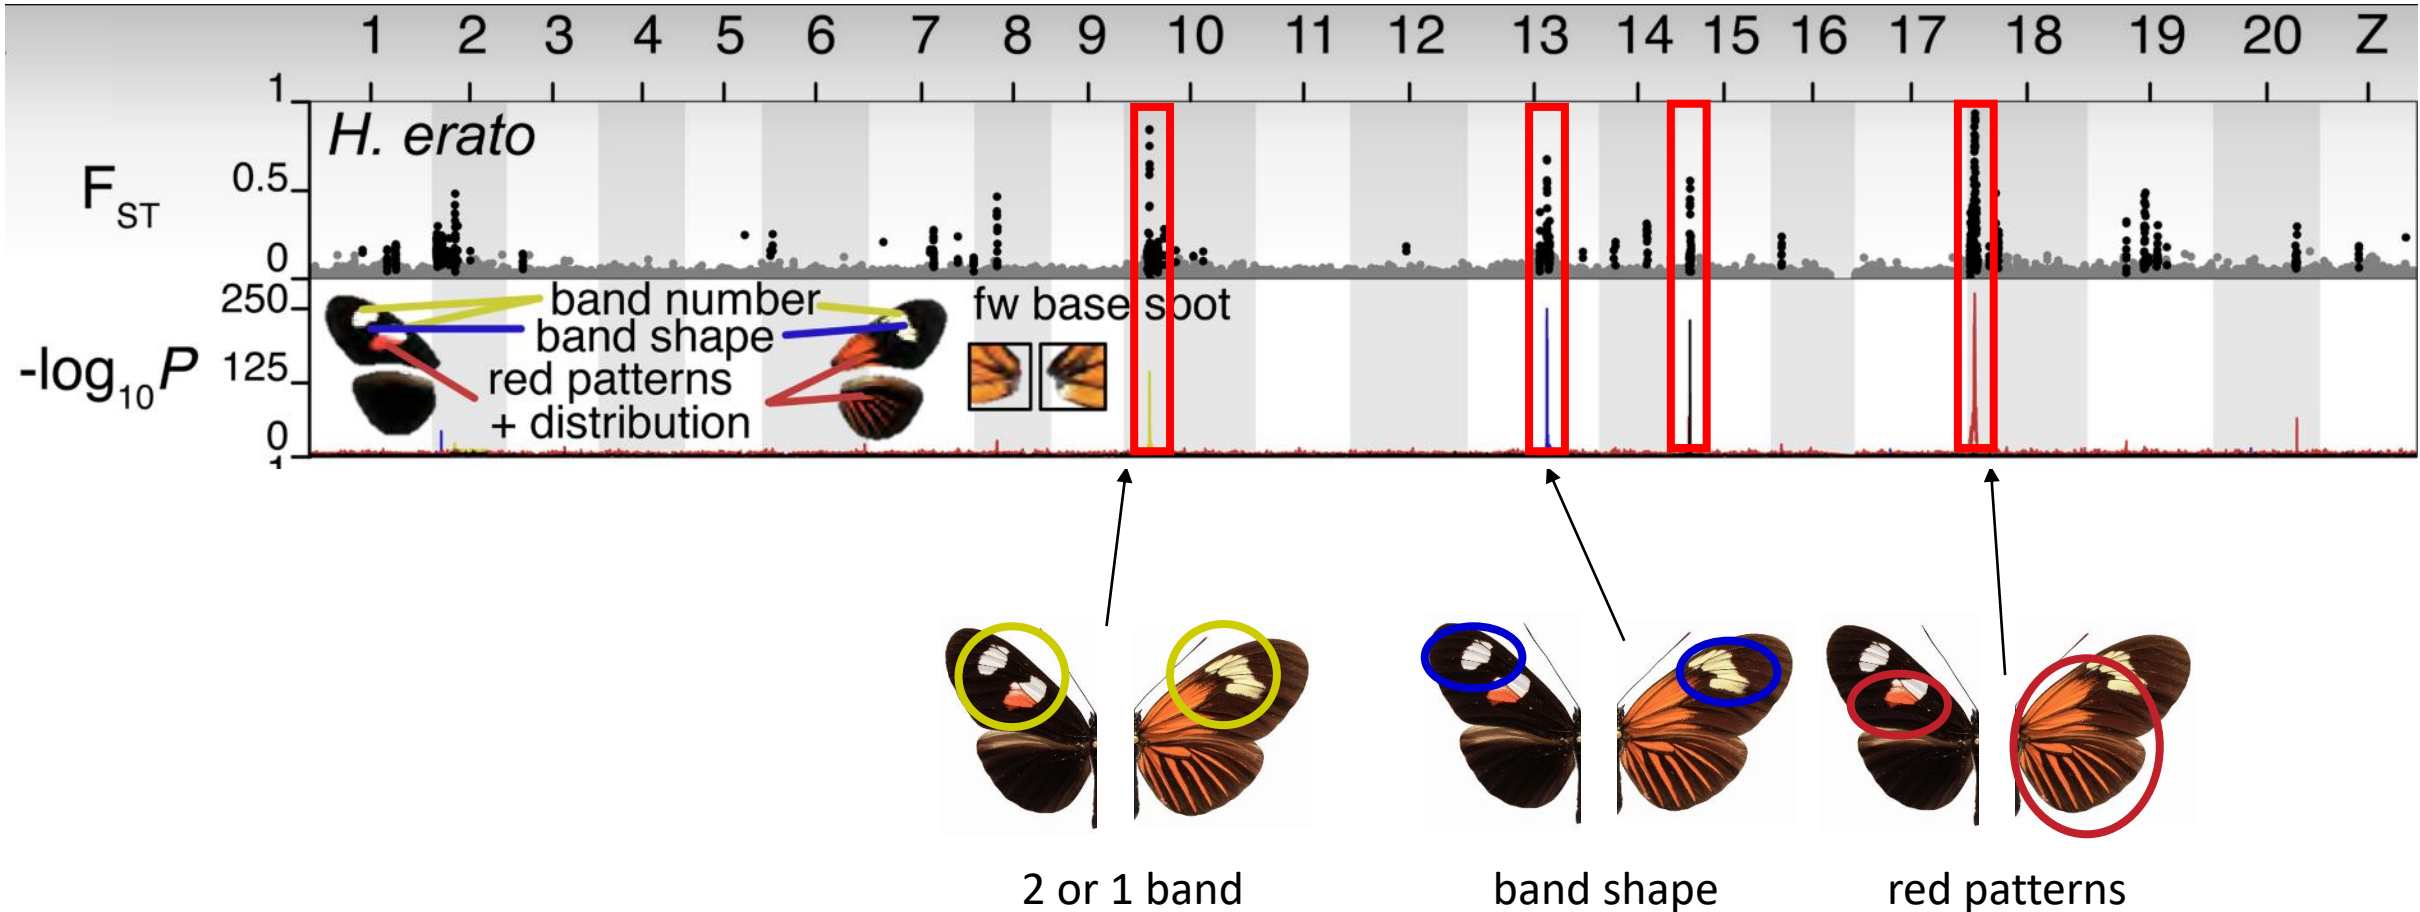 1 2 3 4 5 6 7 8 9 10 11 12 13 14 15 16 17 18 19 20 Z
1
H. erato
FST
0.5
0
250
band number
fw base spot
band shape
-log10P
125
red patterns
+ distribution
0
1
2 or 1 band
band shape
red patterns